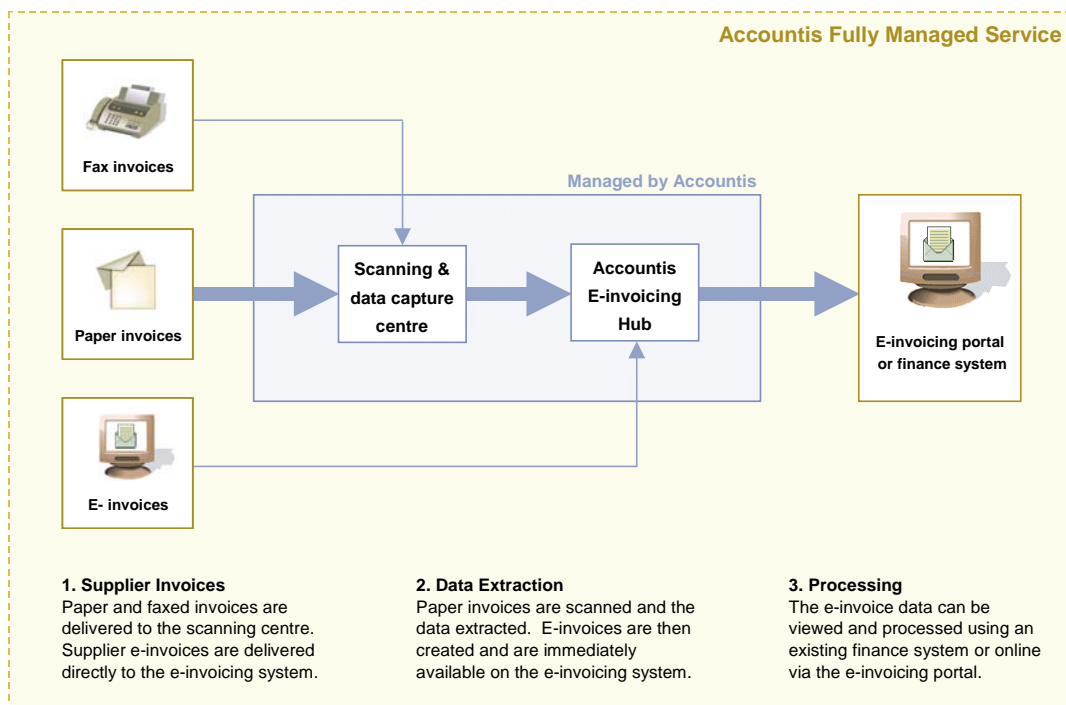 Accountis Fully Managed Service
Fax invoices
Managed by Accountis
Scanning &
data capture
centre
Accountis
E-invoicing
Hub
Paper invoices
E-invoicing portal
or finance system
E- invoices
1. Supplier Invoices
Paper and faxed invoices are
delivered to the scanning centre.
Supplier e-invoices are delivered
directly to the e-invoicing system.
2. Data Extraction
Paper invoices are scanned and the
data extracted.  E-invoices are then
created and are immediately
available on the e-invoicing system.
3. Processing
The e-invoice data can be
viewed and processed using an
existing finance system or online
via the e-invoicing portal.